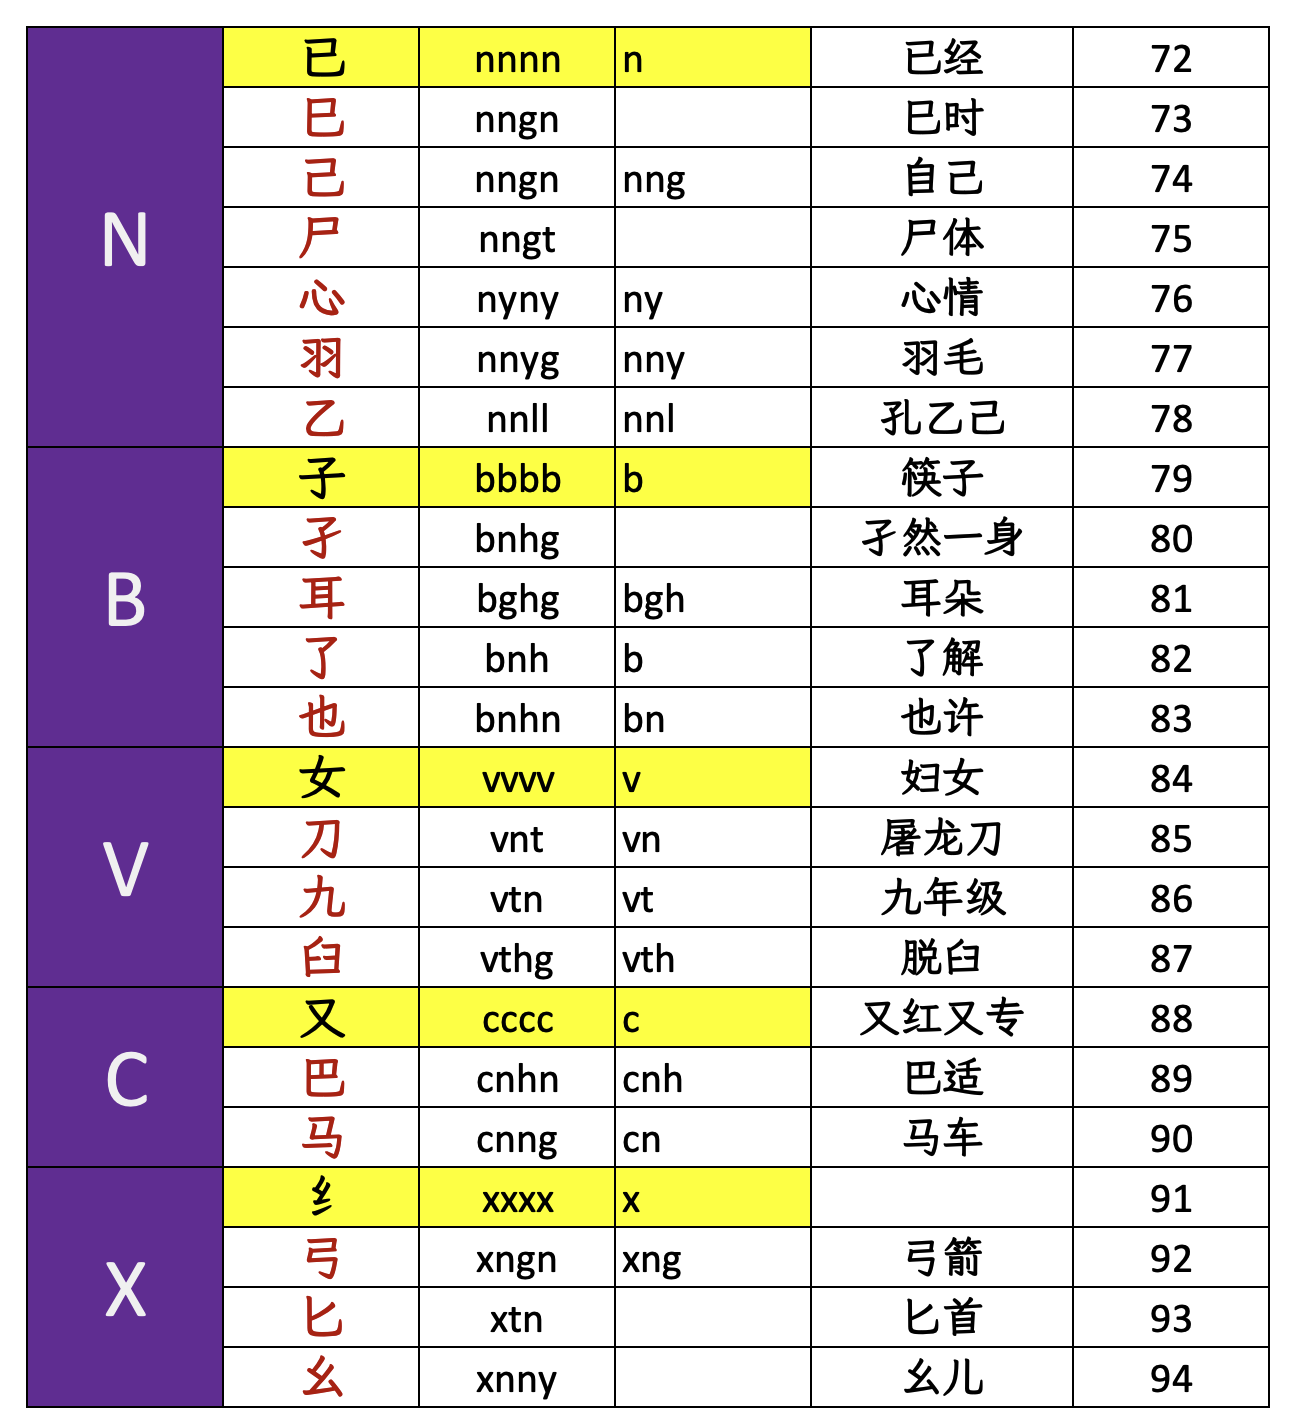 N
已 nnnn n 已经 72
巳 nngn 巳时 73
己 nngn nng 自己 74
尸 nngt 尸体 75
心 nyny ny 心情 76
羽 nnyg nny 羽毛 77
乙 nnll nnl 孔乙己 78
B
子 bbbb b 筷子 79
孑 bnhg 孑然一身 80
耳 bghg bgh 耳朵 81
了 bnh b 了解 82
也 bnhn bn 也许 83
V
女 vvvv v 妇女 84
刀 vnt vn 屠龙刀 85
九 vtn vt 九年级 86
臼 vthg vth 脱臼 87
C
又 cccc c 又红又专 88
巴 cnhn cnh 巴适 89
马 cnng cn 马车 90
X
纟 xxxx x 91
弓 xngn xng 弓箭 92
匕 xtn 匕首 93
幺 xnny 幺儿 94